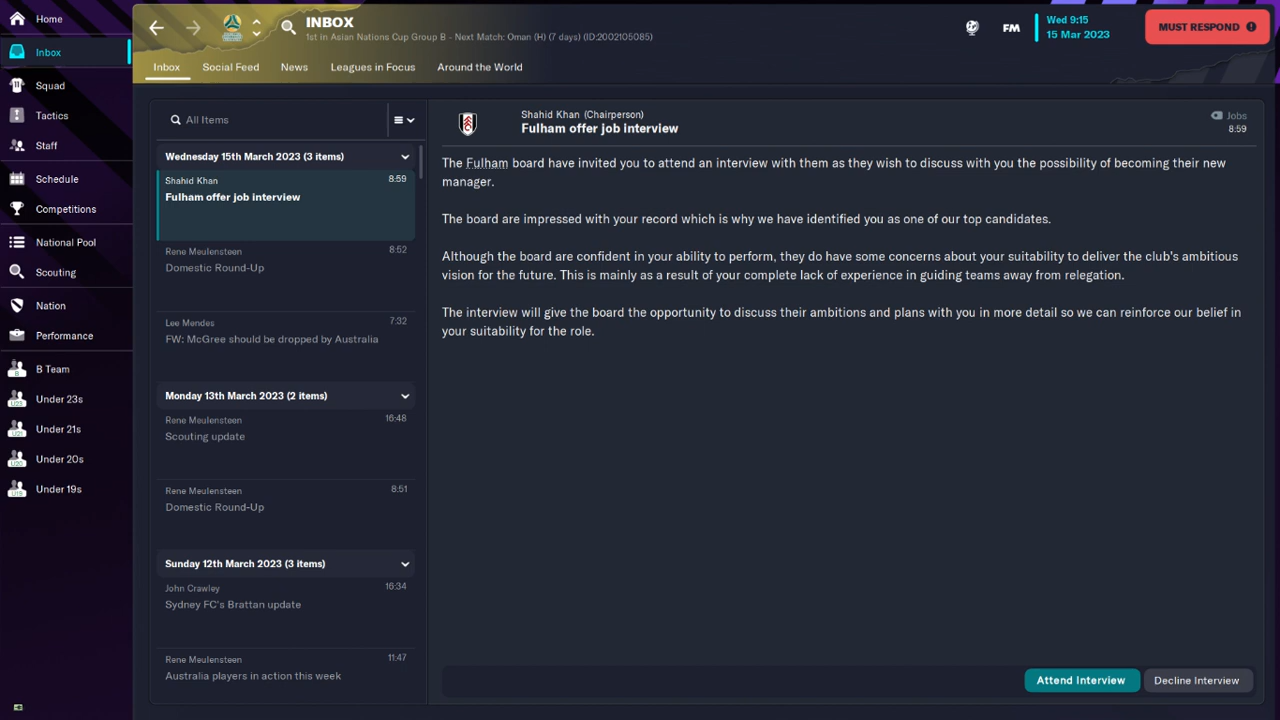 Home
Inbox
Squad
Tactics
Staff
Schedule
Competitions
National Pool
Scouting
Nation
Performance
B Team
Under 23s
Under 21s
Under 20s
Under 19s
INBOX
1st in Asian Nations Cup Group B - Next Match: Oman (H) (7 days) (ID:2002105085)
FM
Wed 9:15
15 Mar 2023
MUST RESPOND
Inbox Social Feed News Leagues in Focus Around the World
All Items
Wednesday 15th March 2023 (3 items)
Shahid Khan 8:59
Fulham offer job interview
Rene Meulensteen 8:52
Domestic Round-Up
Lee Mendes 7:32
FW: McGree should be dropped by Australia
Monday 13th March 2023 (2 items)
Rene Meulensteen 16:48
Scouting update
Rene Meulensteen 8:51
Domestic Round-Up
Sunday 12th March 2023 (3 items)
John Crawley 16:34
Sydney FC's Brattan update
Rene Meulensteen 11:47
Australia players in action this week
Shahid Khan (Chairperson)
Fulham offer job interview
Jobs
8:59
The Fulham board have invited you to attend an interview with them as they wish to discuss with you the possibility of becoming their new
manager.
The board are impressed with your record which is why we have identified you as one of our top candidates.
Although the board are confident in your ability to perform, they do have some concerns about your suitability to deliver the club's ambitious
vision for the future. This is mainly as a result of your complete lack of experience in guiding teams away from relegation.
The interview will give the board the opportunity to discuss their ambitions and plans with you in more detail so we can reinforce our belief in
your suitability for the role.
Attend Interview Decline Interview